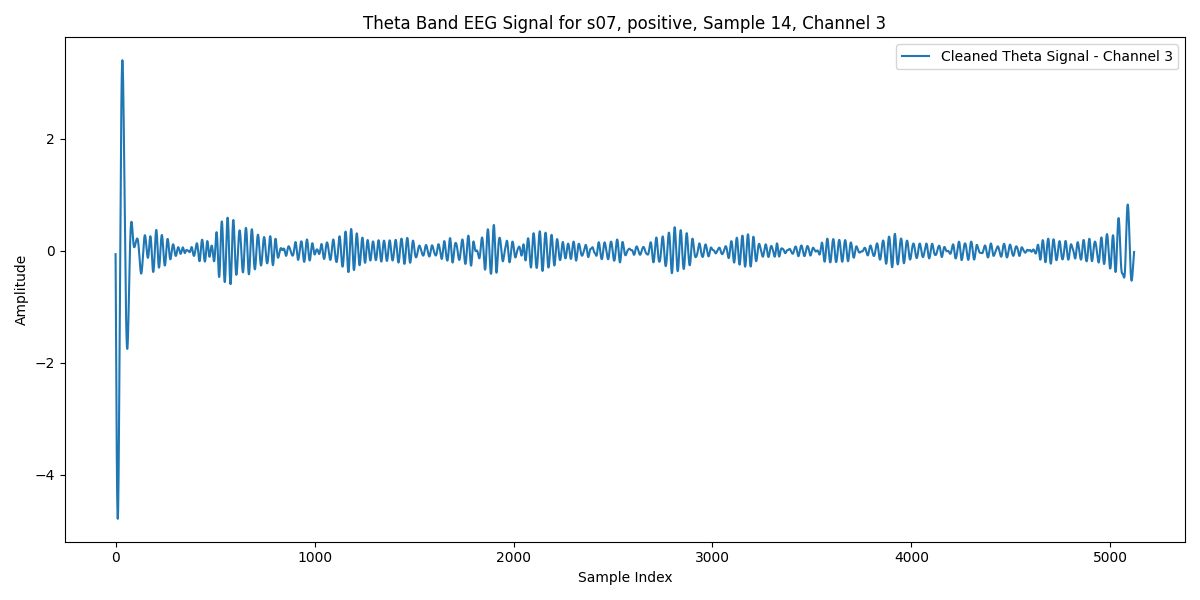 Theta Band EEG Signal for s07, positive, Sample 14, Channel 3
Cleaned Theta Signal - Channel 3
Amplitude
2
0
−2
−4
0 1000 2000 3000 4000 5000
Sample Index